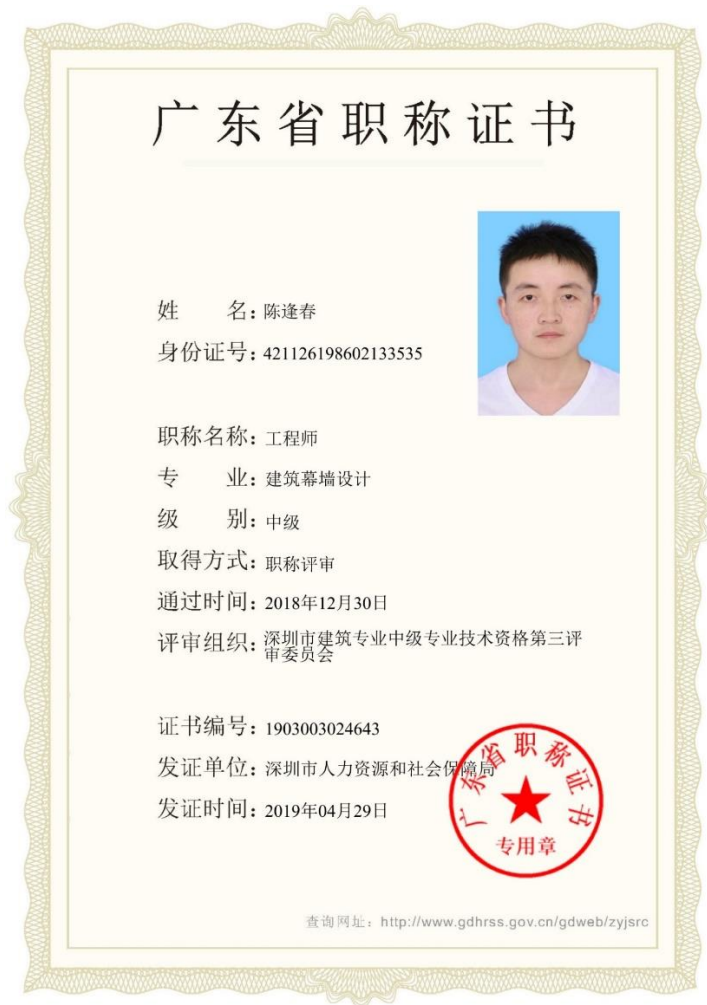 广东省职称证书
姓 名：陈逢春
身份证号：421126198602133535
职称名称：工程师
专 业：建筑幕墙设计
级 别：中级
取得方式：职称评审
通过时间：2018年12月30日
评审组织：深圳市建筑专业中级专业技术资格第三评
审委员会
证书编号：1903003024643
发证单位：深圳市人力资源和社会保障局
发证时间：2019年04月29日
广东省职称证书
专用章
查询网址：http://www.gdhrss.gov.cn/gdweb/zyjsrc